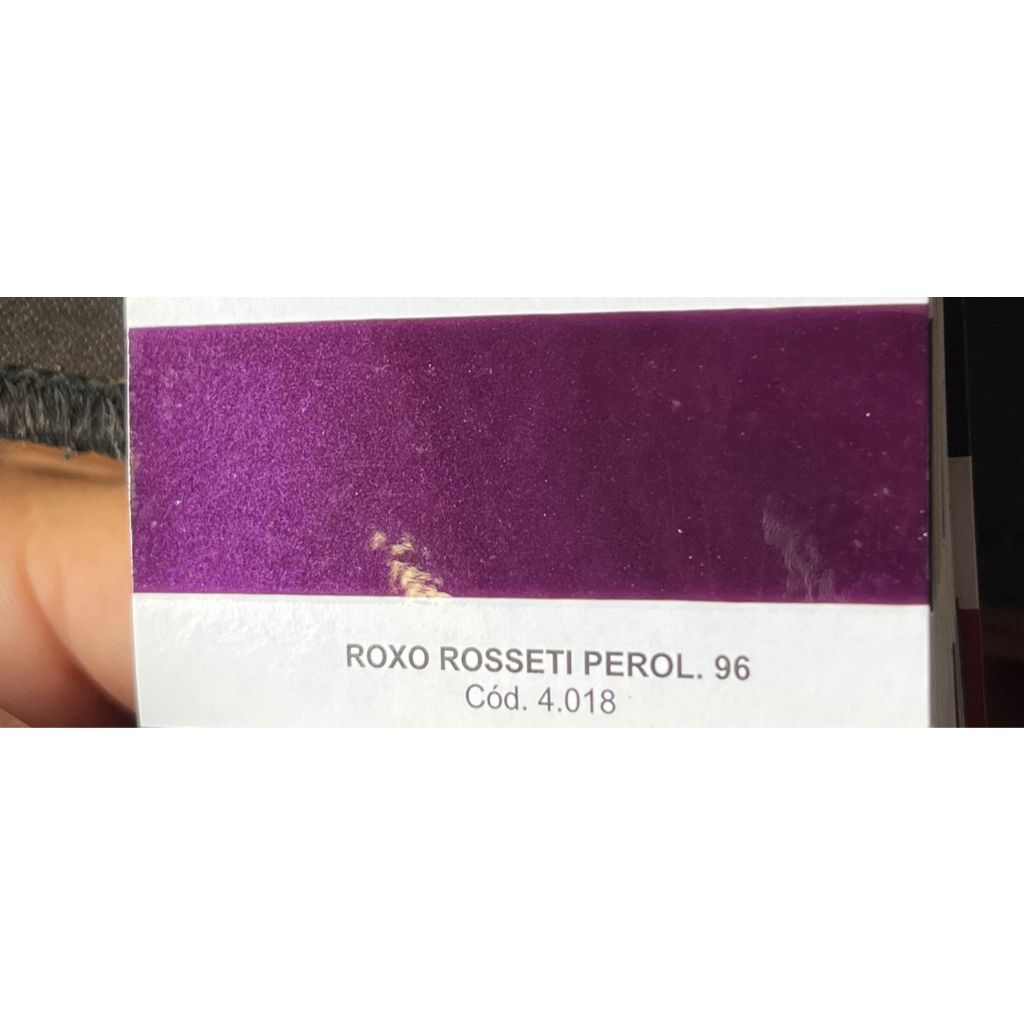 ROXO ROSSETI PEROL. 96
Cód. 4.018